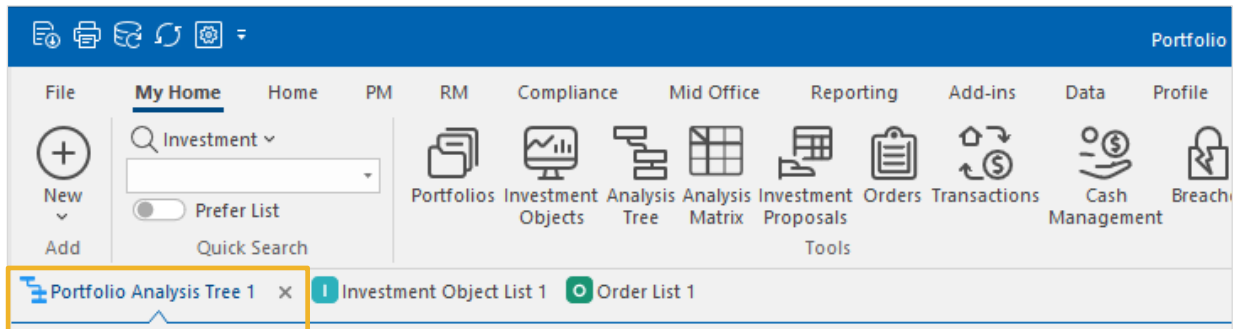 Portfolio
File My Home Home PM RM Compliance Mid Office Reporting Add-ins Data Profile
Investment
New Prefer List Portfolios Investment Objects Analysis Tree Analysis Matrix Investment Proposals Orders Transactions Cash Management Breach
Add Quick Search Tools
Portfolio Analysis Tree 1 × I Investment Object List 1 O Order List 1